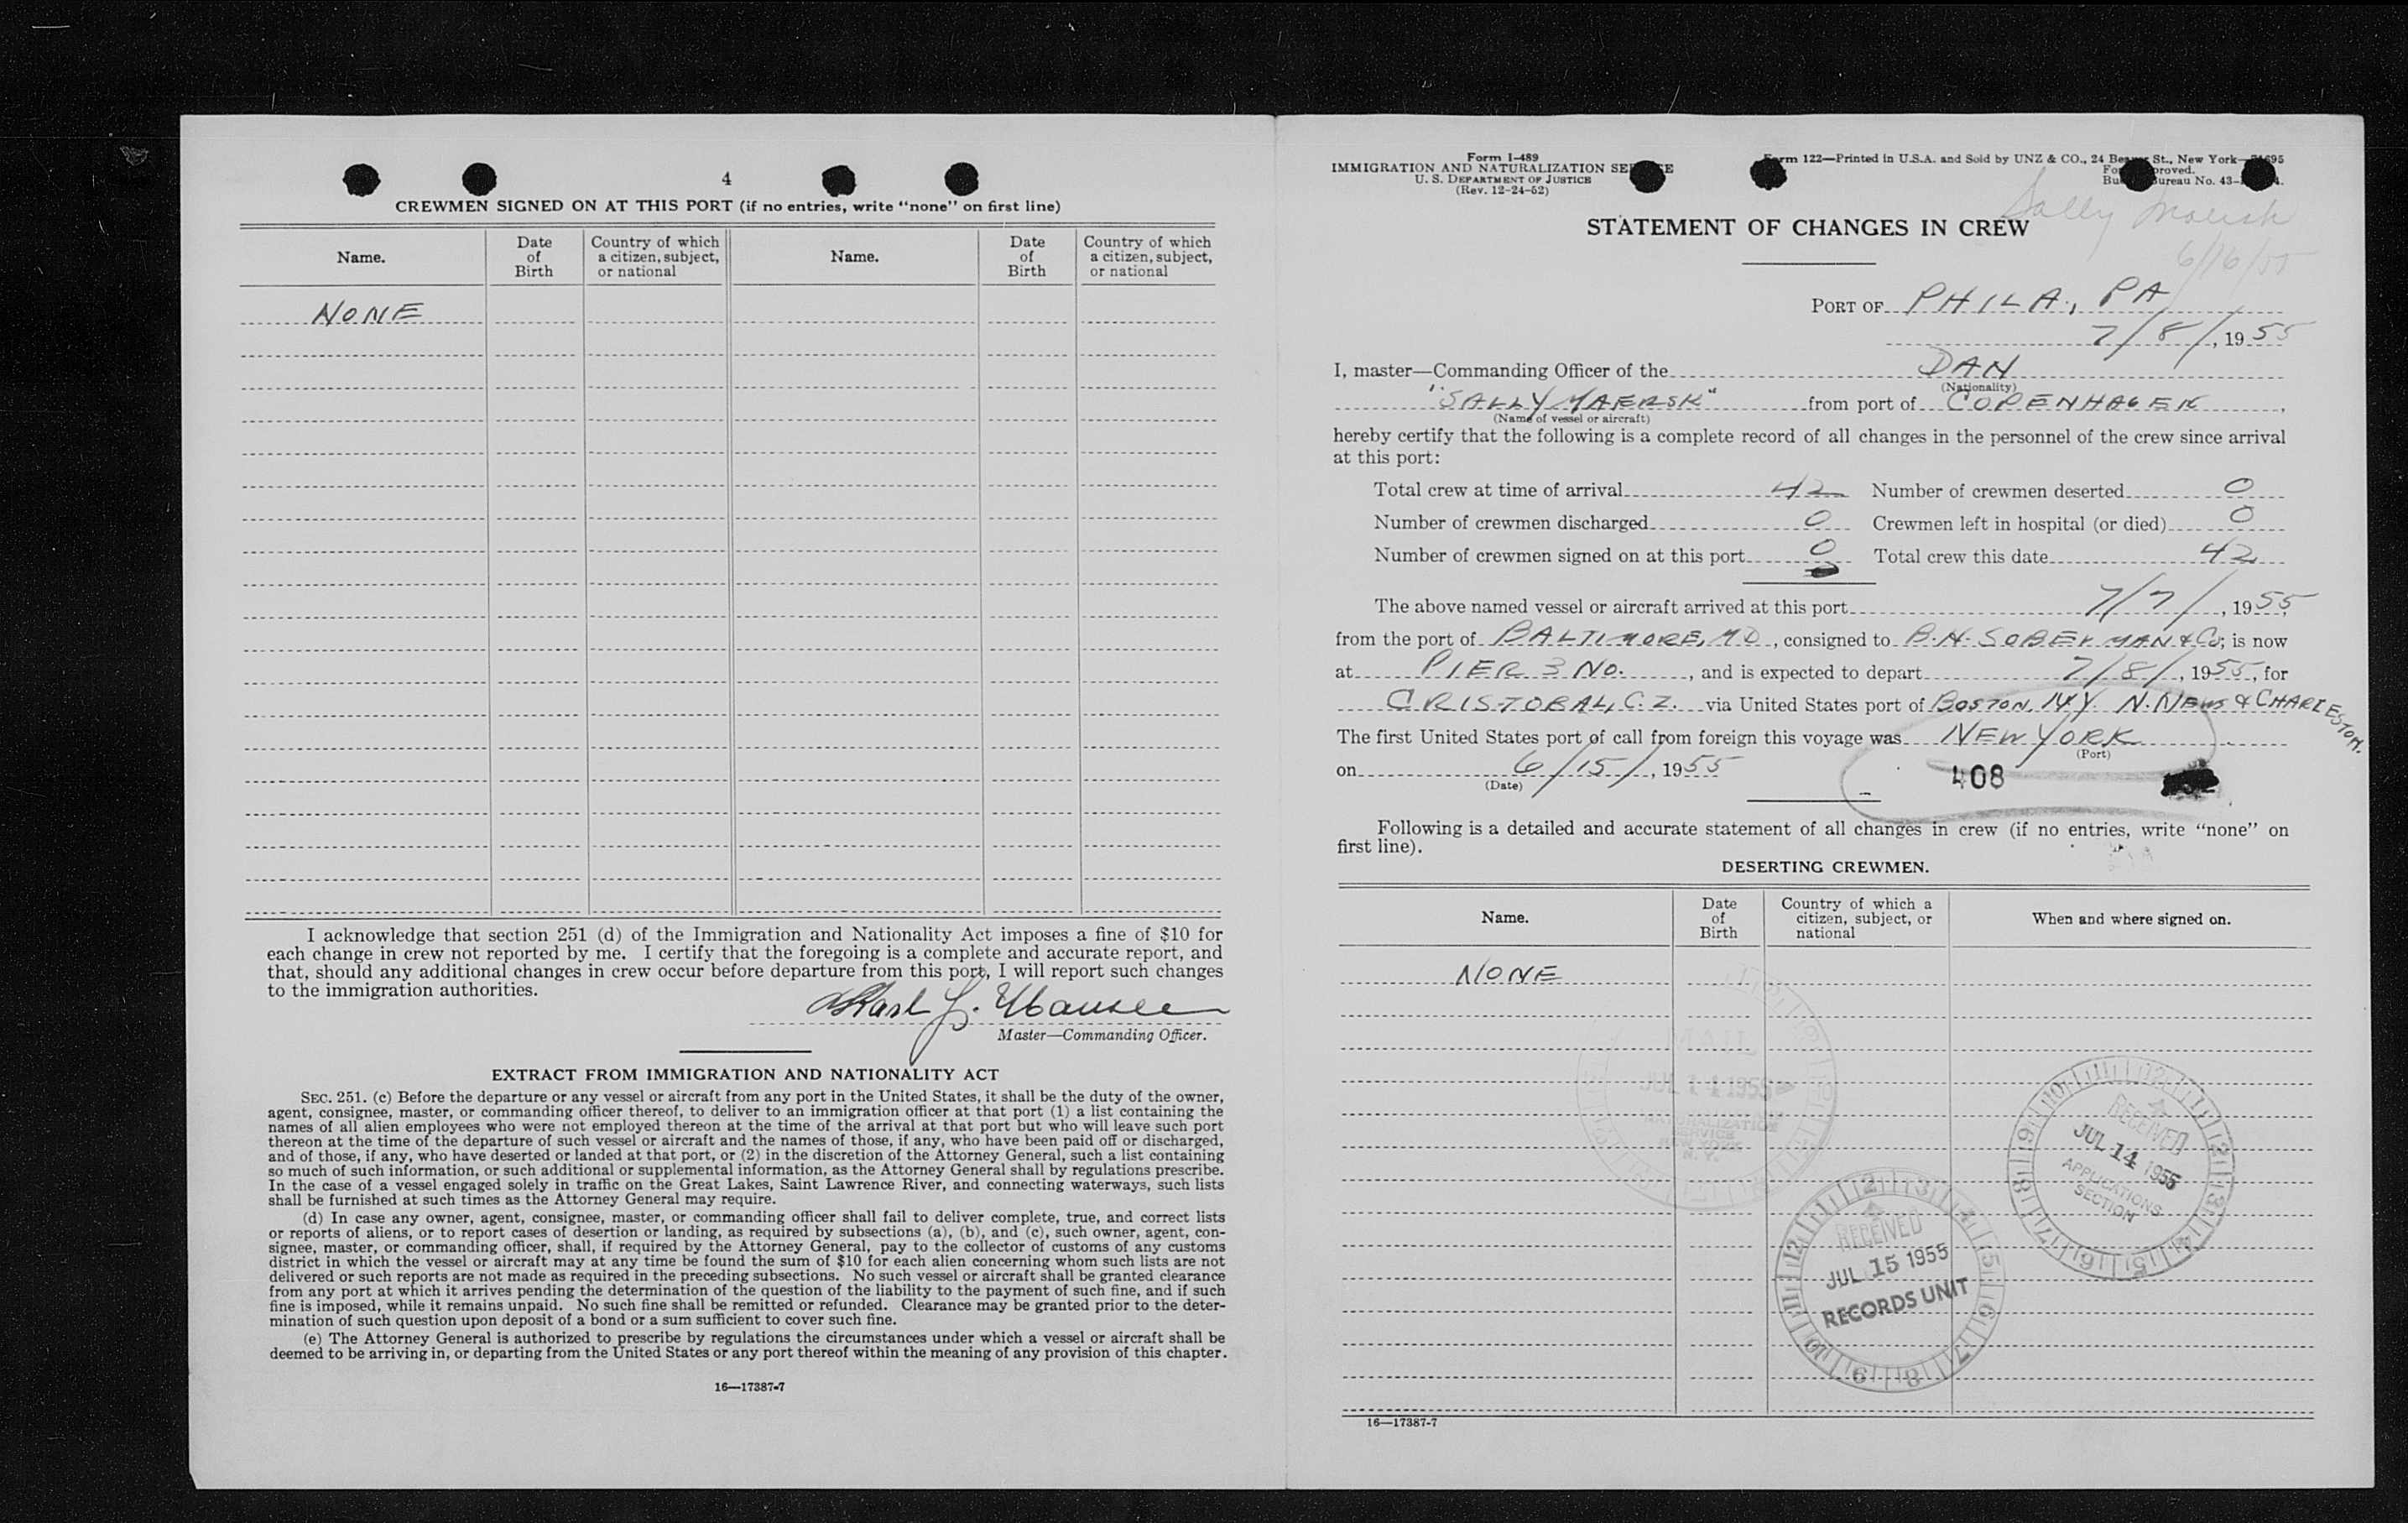 4
CREWMEN SIGNED ON AT THIS PORT (if no entries, write “none” on first line)
Name. Date of Birth Country of which a citizen, subject, or national Name. Date of Birth Country of which a citizen, subject, or national
NONE
I acknowledge that section 251 (d) of the Immigration and Nationality Act imposes a fine of $10 for
each change in crew not reported by me. I certify that the foregoing is a complete and accurate report, and
that, should any additional changes in crew occur before departure from this port, I will report such changes
to the immigration authorities.
Master—Commanding Officer.
EXTRACT FROM IMMIGRATION AND NATIONALITY ACT
SEC. 251. (c) Before the departure or any vessel or aircraft from any port in the United States, it shall be the duty of the owner,
agent, consignee, master, or commanding officer thereof, to deliver to an immigration officer at that port (1) a list containing the
names of all alien employees who were not employed thereon at the time of the arrival at that port but who will leave such port
thereon at the time of the departure of such vessel or aircraft and the names of those, if any, who have been paid off or discharged,
and of those, if any, who have deserted or landed at that port, or (2) in the discretion of the Attorney General, such a list containing
so much of such information, or such additional or supplemental information, as the Attorney General shall by regulations prescribe.
In the case of a vessel engaged solely in traffic on the Great Lakes, Saint Lawrence River, and connecting waterways, such lists
shall be furnished at such times as the Attorney General may require.
(d) In case any owner, agent, consignee, master, or commanding officer shall fail to deliver complete, true, and correct lists
or reports of aliens, or to report cases of desertion or landing, as required by subsections (a), (b), and (c), such owner, agent, con-
signee, master, or commanding officer, shall, if required by the Attorney General, pay to the collector of customs of any customs
district in which the vessel or aircraft may at any time be found the sum of $10 for each alien concerning whom such lists are not
delivered or such reports are not made as required in the preceding subsections. No such vessel or aircraft shall be granted clearance
from any port at which it arrives pending the determination of the question of the liability to the payment of such fine, and if such
fine is imposed, while it remains unpaid. No such fine shall be remitted or refunded. Clearance may be granted prior to the deter-
mination of such question upon deposit of a bond or a sum sufficient to cover such fine.
(e) The Attorney General is authorized to prescribe by regulations the circumstances under which a vessel or aircraft shall be
deemed to be arriving in, or departing from the United States or any port thereof within the meaning of any provision of this chapter.
16—17387-7
Form I-489
IMMIGRATION AND NATURALIZATION
U. S. DEPARTMENT OF JUSTICE
(Rev. 12-24-52)
122—Printed in U.S.A. and Sold by UNZ & CO., 24 St., New York
Bureau No. 43-
Sally Maersk
6/16/55
STATEMENT OF CHANGES IN CREW
PORT OF PHILA, PA
7/8/, 1955
I, master—Commanding Officer of the DAN
(Nationality)
"SALLY MAERSK" from port of COPENHAGEN,
(Name of vessel or aircraft)
hereby certify that the following is a complete record of all changes in the personnel of the crew since arrival
at this port:
Total crew at time of arrival 42 Number of crewmen deserted 0
Number of crewmen discharged 0 Crewmen left in hospital (or died) 0
Number of crewmen signed on at this port 0 Total crew this date 42
The above named vessel or aircraft arrived at this port 7/7/, 1955,
from the port of BALTIMORE, MD, consigned to B.H. SOBELMAN & Co; is now
at PIER 3 NO., and is expected to depart 7/8/, 1955, for
CRISTOBAL, C.Z. via United States port of BOSTON, N.Y. N. NEWS & CHARLESTON.
The first United States port of call from foreign this voyage was NEW YORK
(Port)
on 6/15/, 1955
(Date)
408
Following is a detailed and accurate statement of all changes in crew (if no entries, write “none” on
first line).
DESERTING CREWMEN.
Name. Date of Birth Country of which a citizen, subject, or national When and where signed on.
NONE
MAIL
JUL 14 1955
NATURALIZATION
SERVICE
NEW YORK
N.Y.
RECEIVED
JUL 14 1955
APPLICATIONS
SECTION
RECEIVED
JUL 15 1955
RECORDS UNIT
16—17387-7